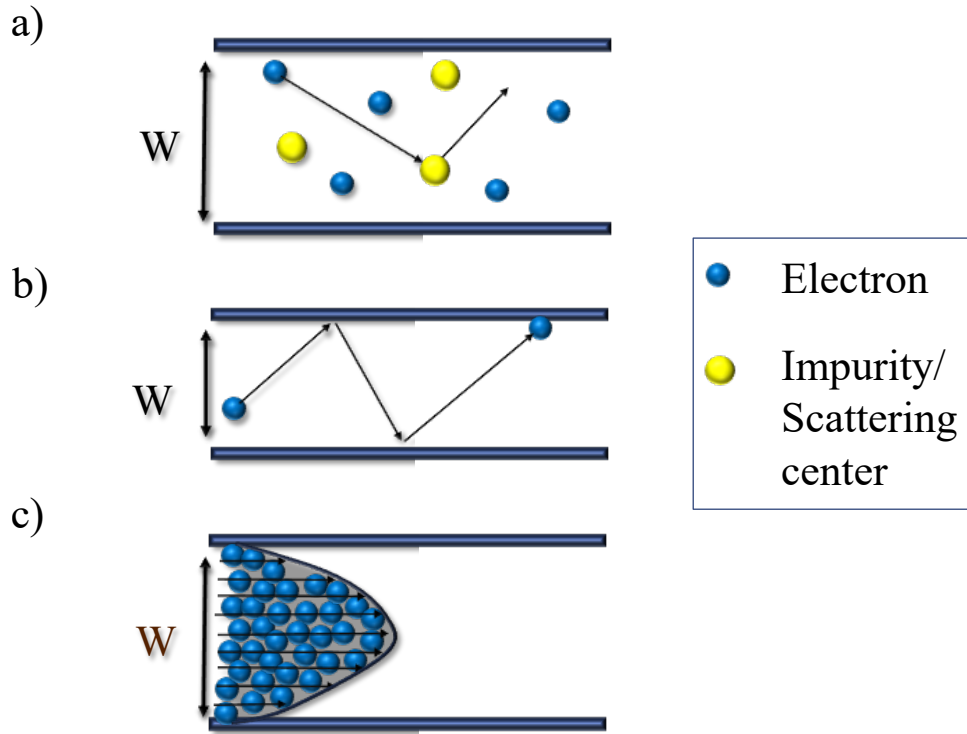 a)
W
b)
W
c)
W
Electron
Impurity/
Scattering
center